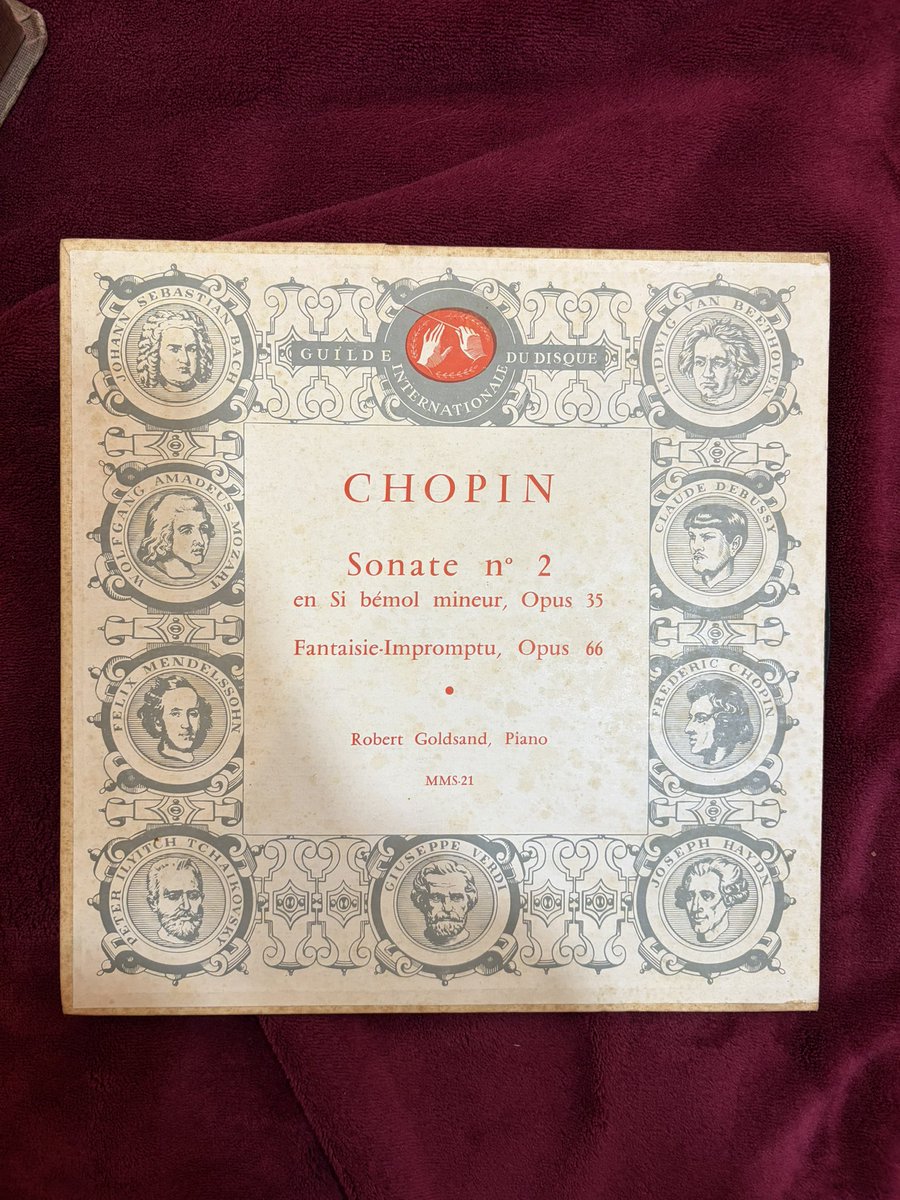 JOHANN SEBASTIAN BACH
GUILDE INTERNATIONALE DU DISQUE
LUDWIG VAN BEETHOVEN
CHOPIN
Sonate nº 2
en Si bémol mineur, Opus 35
Fantaisie-Impromptu, Opus 66
Robert Goldsand, Piano
MMS-21
WOLFGANG AMADEUS MOZART
CLAUDE DEBUSSY
FELIX MENDELSSOHN
FREDERIC CHOPIN
PETER ILYITCH TCHAIKOVSKY
GIUSEPPE VERDI
JOSEPH HAYDN